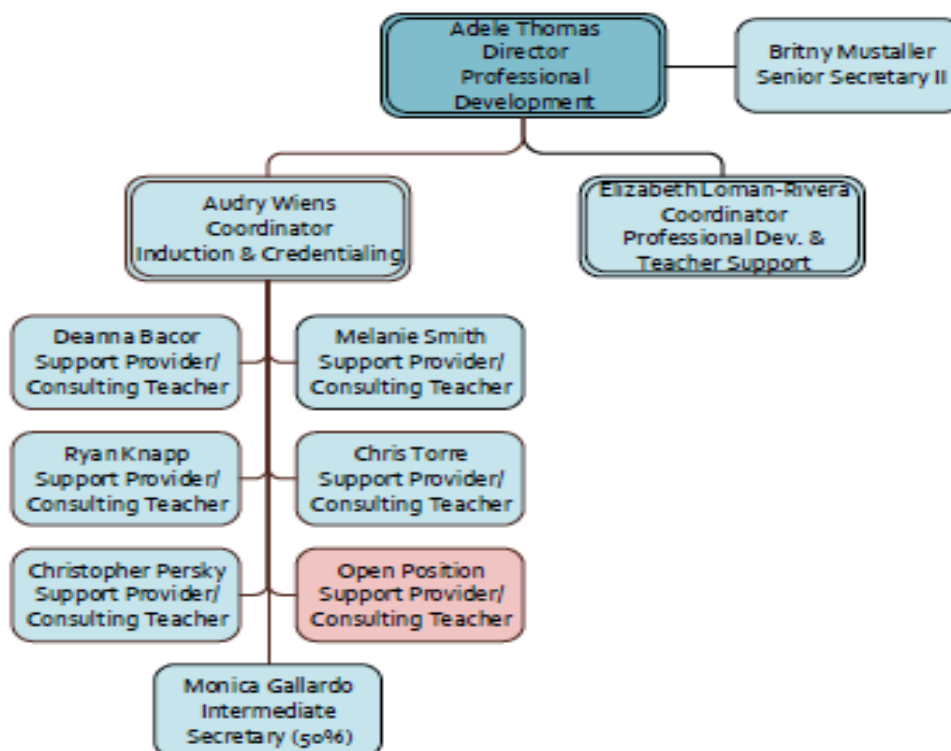 Adele Thomas
Director
Professional
Development
Britny Mustaller
Senior Secretary II
Audry Wiens
Coordinator
Induction & Credentialing
Elizabeth Loman-Rivera
Coordinator
Professional Dev. &
Teacher Support
Deanna Bacor
Support Provider/
Consulting Teacher
Melanie Smith
Support Provider/
Consulting Teacher
Ryan Knapp
Support Provider/
Consulting Teacher
Chris Torre
Support Provider/
Consulting Teacher
Christopher Persky
Support Provider/
Consulting Teacher
Open Position
Support Provider/
Consulting Teacher
Monica Gallardo
Intermediate
Secretary (50%)